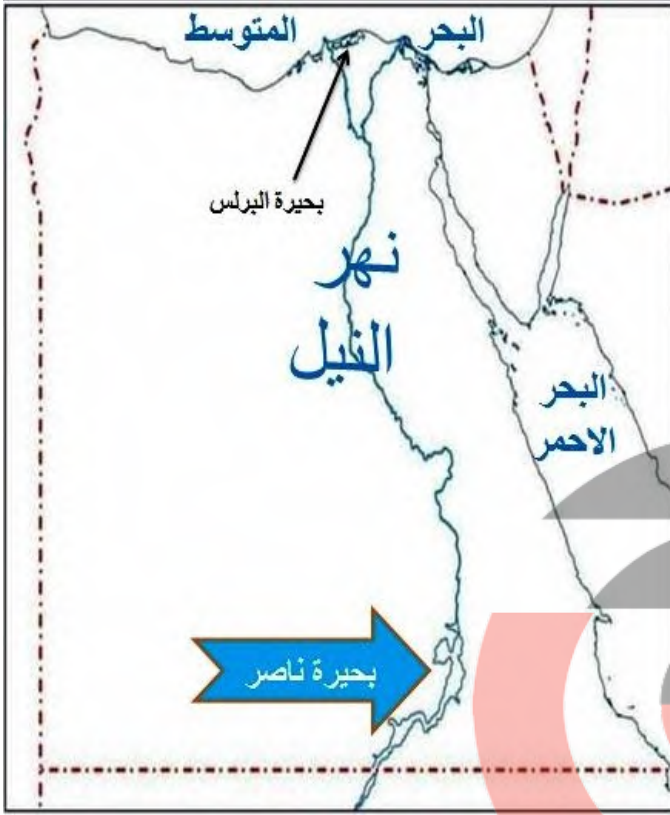 البحر المتوسط
بحيرة البرلس
نهر
النيل
البحر
الاحمر
بحيرة ناصر